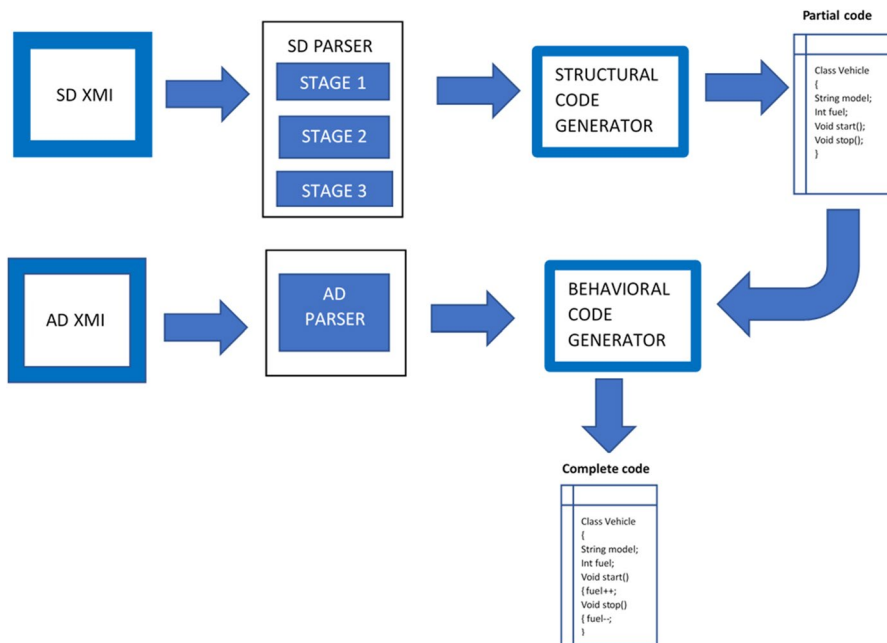 Partial code
SD XMI
SD PARSER
STAGE 1
STAGE 2
STAGE 3
STRUCTURAL
CODE
GENERATOR
Class Vehicle
{
String model;
Int fuel;
Void start();
Void stop();
}
AD XMI
AD
PARSER
BEHAVIORAL
CODE
GENERATOR
Complete code
Class Vehicle
{
String model;
Int fuel;
Void start()
{ fuel++;
Void stop()
{ fuel--;
}